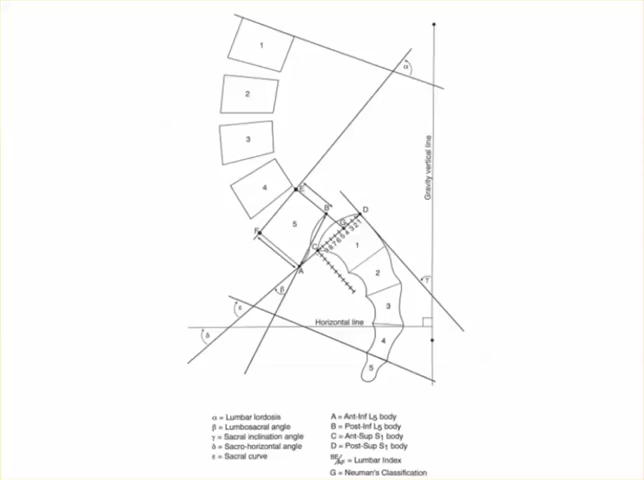 1
α
2
3
Gravity vertical line
4
E
B
D
G
5
F
C
1
A
2
γ
β
ε
3
Horizontal line
δ
4
5
α = Lumbar lordosis
β = Lumbosacral angle
γ = Sacral inclination angle
δ = Sacro-horizontal angle
ε = Sacral curve
A = Ant-Inf L5 body
B = Post-Inf L5 body
C = Ant-Sup S1 body
D = Post-Sup S1 body
BE/AF = Lumbar Index
G = Neuman's Classification